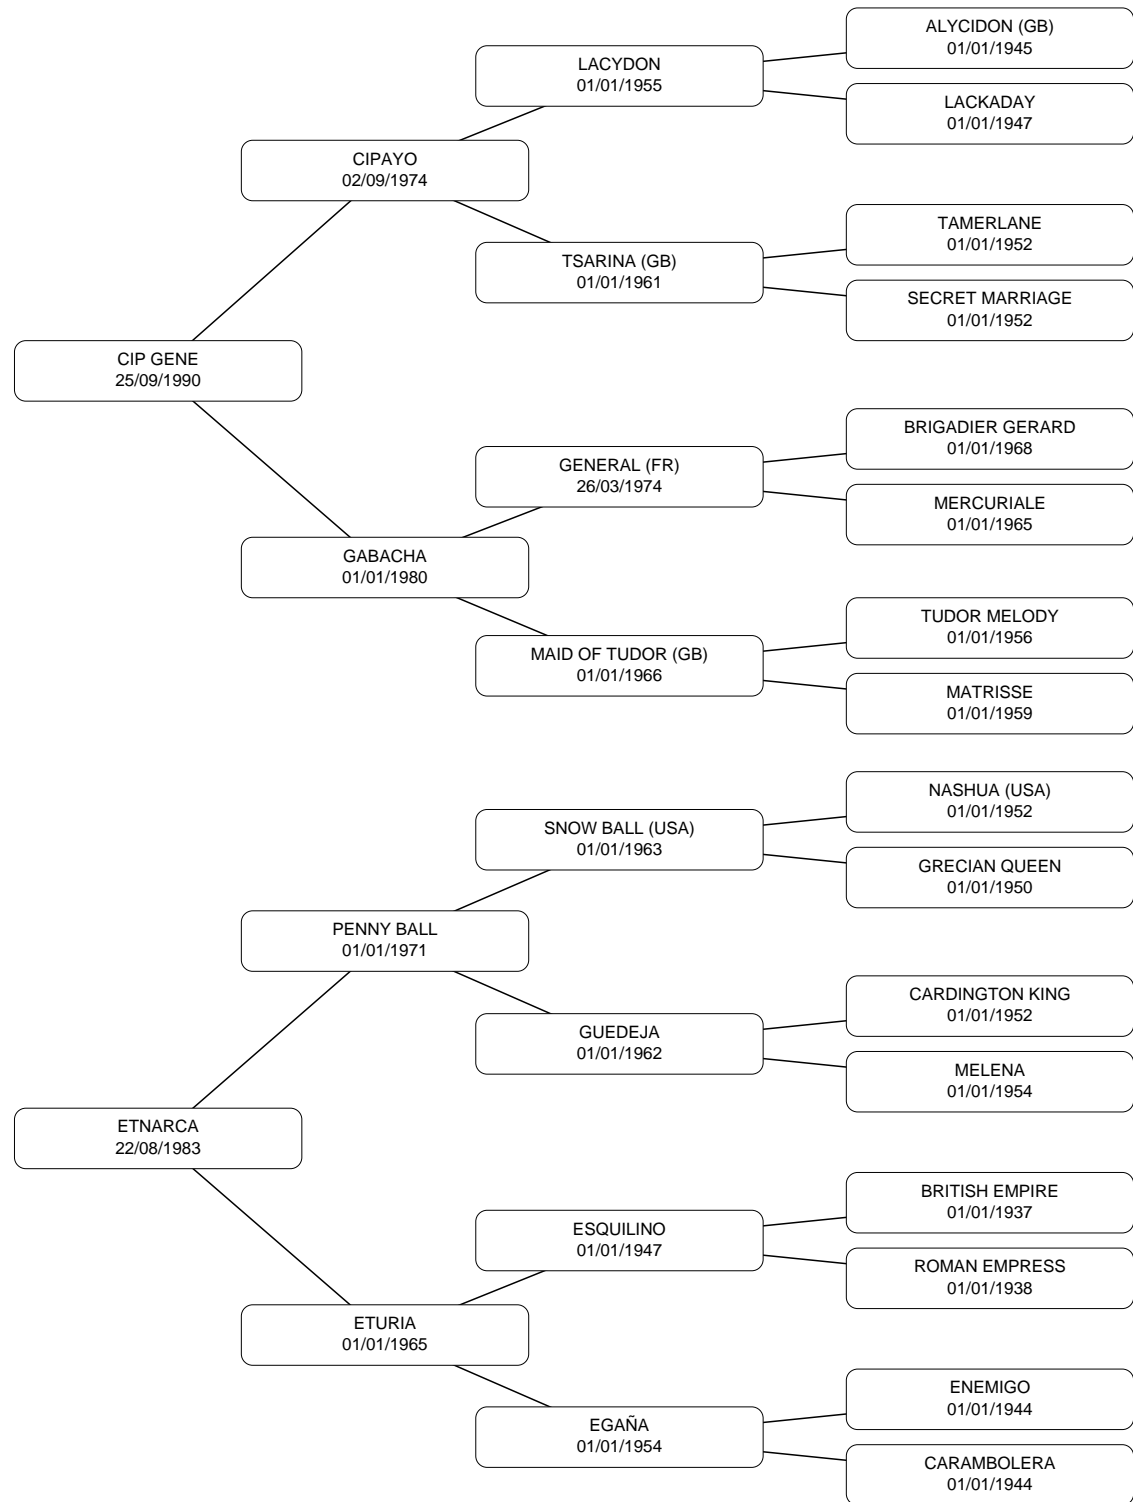 ALYCIDON (GB)
01/01/1945
LACYDON
01/01/1955
LACKADAY
01/01/1947
CIPAYO
02/09/1974
TAMERLANE
01/01/1952
TSARINA (GB)
01/01/1961
SECRET MARRIAGE
01/01/1952
CIP GENE
25/09/1990
BRIGADIER GERARD
01/01/1968
GENERAL (FR)
26/03/1974
MERCURIALE
01/01/1965
GABACHA
01/01/1980
TUDOR MELODY
01/01/1956
MAID OF TUDOR (GB)
01/01/1966
MATRISSE
01/01/1959
NASHUA (USA)
01/01/1952
SNOW BALL (USA)
01/01/1963
GRECIAN QUEEN
01/01/1950
PENNY BALL
01/01/1971
CARDINGTON KING
01/01/1952
GUEDEJA
01/01/1962
MELENA
01/01/1954
ETNARCA
22/08/1983
BRITISH EMPIRE
01/01/1937
ESQUILINO
01/01/1947
ROMAN EMPRESS
01/01/1938
ETURIA
01/01/1965
ENEMIGO
01/01/1944
EGAÑA
01/01/1954
CARAMBOLERA
01/01/1944